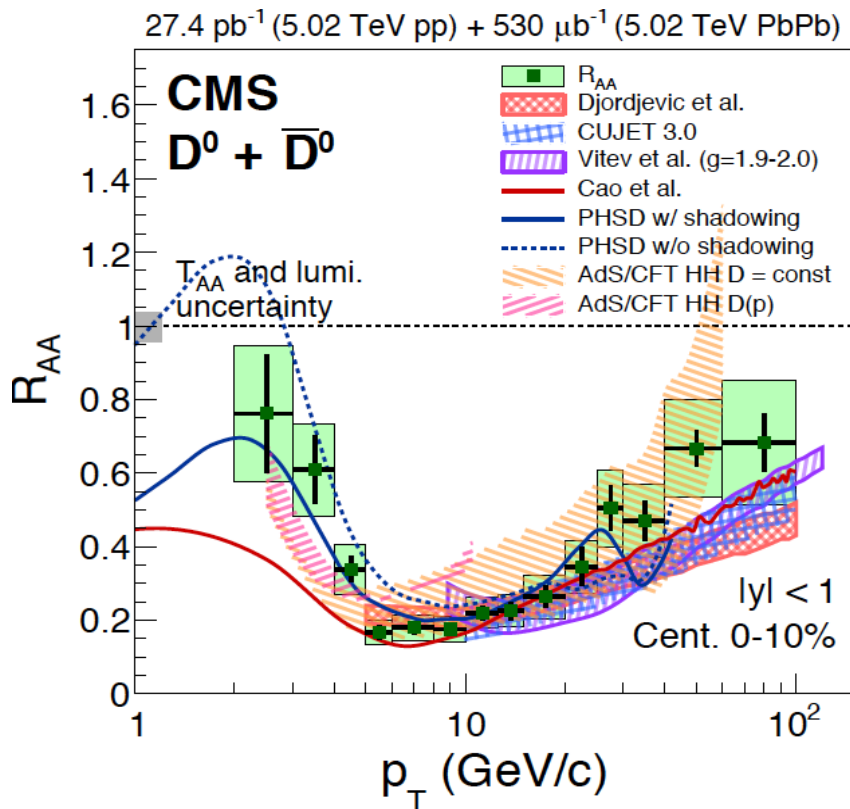 27.4 pb⁻¹ (5.02 TeV pp) + 530 μb⁻¹ (5.02 TeV PbPb)
CMS
D⁰ + D̅⁰
R_AA
Djordjevic et al.
CUJET 3.0
Vitev et al. (g=1.9-2.0)
Cao et al.
PHSD w/ shadowing
PHSD w/o shadowing
AdS/CFT HH D = const
AdS/CFT HH D(p)
T_AA and lumi.
uncertainty
|y| < 1
Cent. 0-10%
R_AA
1.6
1.4
1.2
1
0.8
0.6
0.4
0.2
0
1
10
10²
p_T (GeV/c)